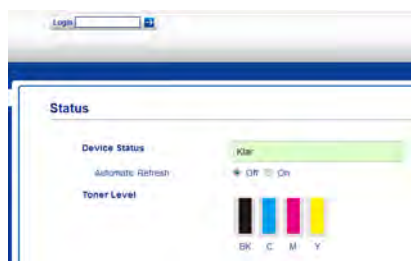 Login
Status
Device Status
Klar
Automatic Refresh
Off On
Toner Level
BK C M Y